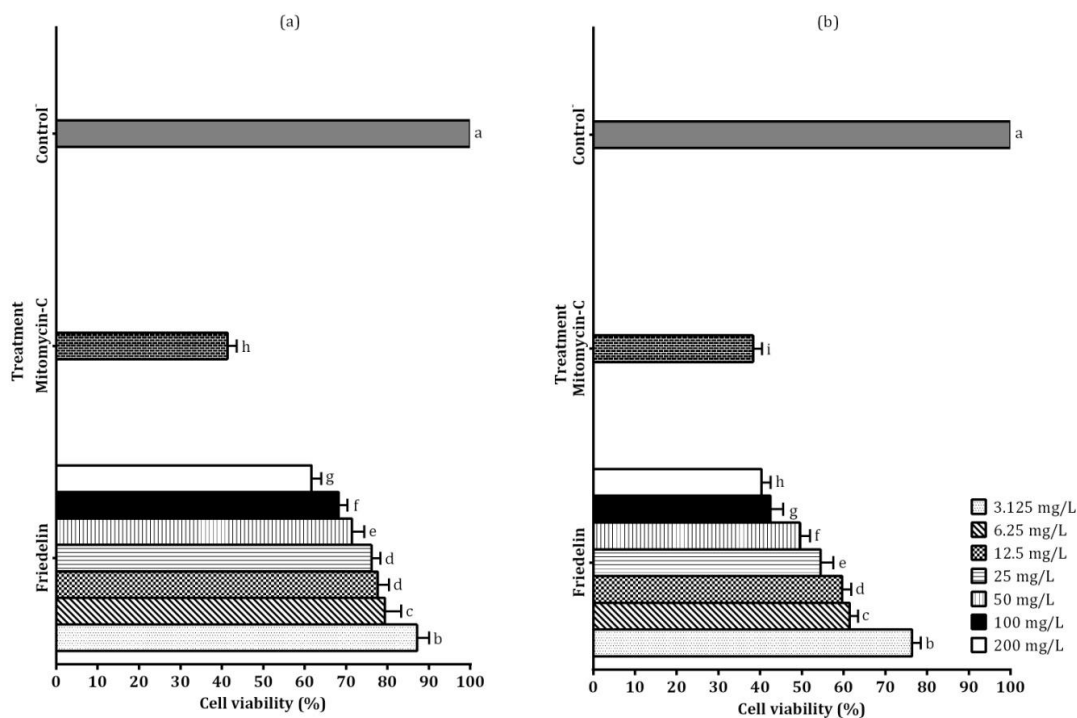 (a)
Control-
a
Mitomycin-C
h
Treatment
Friedelin
g
f
e
d
d
c
b
0 10 20 30 40 50 60 70 80 90 100
Cell viability (%)
(b)
Control-
a
Mitomycin-C
i
Treatment
Friedelin
h
g
f
e
d
c
b
0 10 20 30 40 50 60 70 80 90 100
Cell viability (%)
3.125 mg/L
6.25 mg/L
12.5 mg/L
25 mg/L
50 mg/L
100 mg/L
200 mg/L